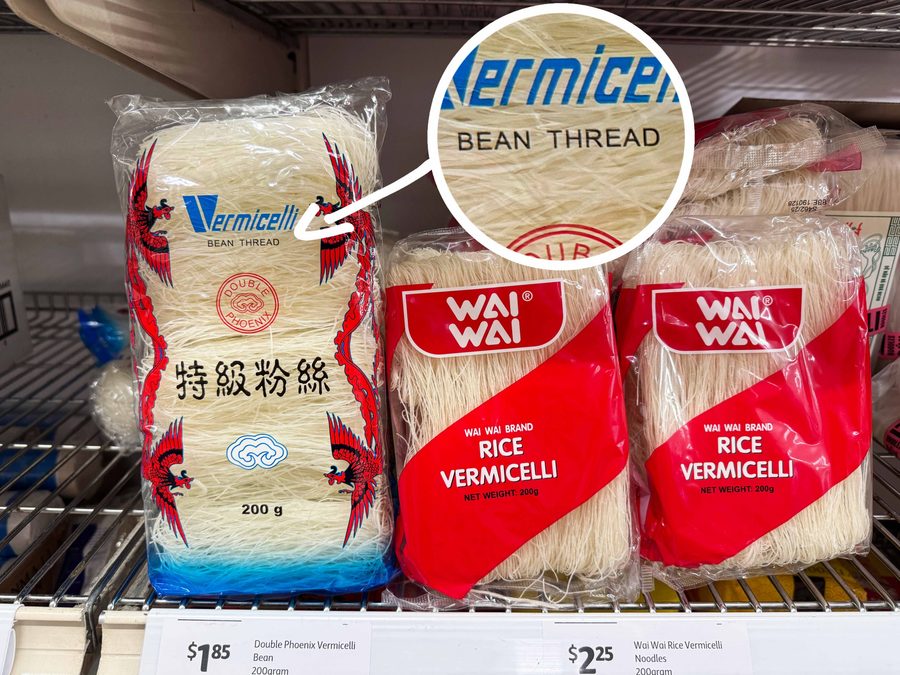 Vermicelli
BEAN THREAD
DOUBLE
PHOENIX
特級粉絲
200 g
BEAN THREAD
DOUB
WAI
WAI®
WAI WAI BRAND
RICE
VERMICELLI
NET WEIGHT: 200g
WAI
WAI®
WAI WAI BRAND
RICE
VERMICELLI
NET WEIGHT: 200g
$1.85
Double Phoenix Vermicelli
Bean
200gram
$2.25
Wai Wai Rice Vermicelli
Noodles
200gram